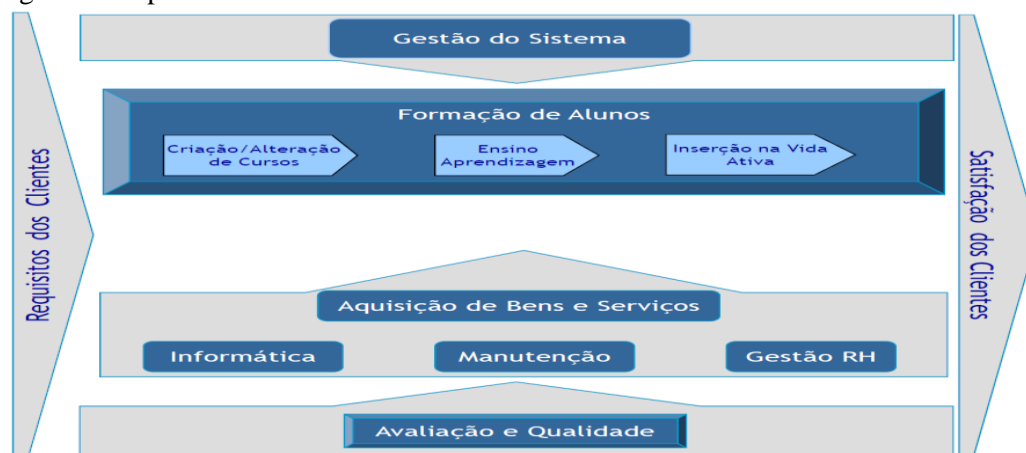 Gestão do Sistema
Formação de Alunos
Criação/Alteração
de Cursos
Ensino
Aprendizagem
Inserção na Vida
Ativa
Requisitos dos Clientes
Satisfação dos Clientes
Aquisição de Bens e Serviços
Informática
Manutenção
Gestão RH
Avaliação e Qualidade